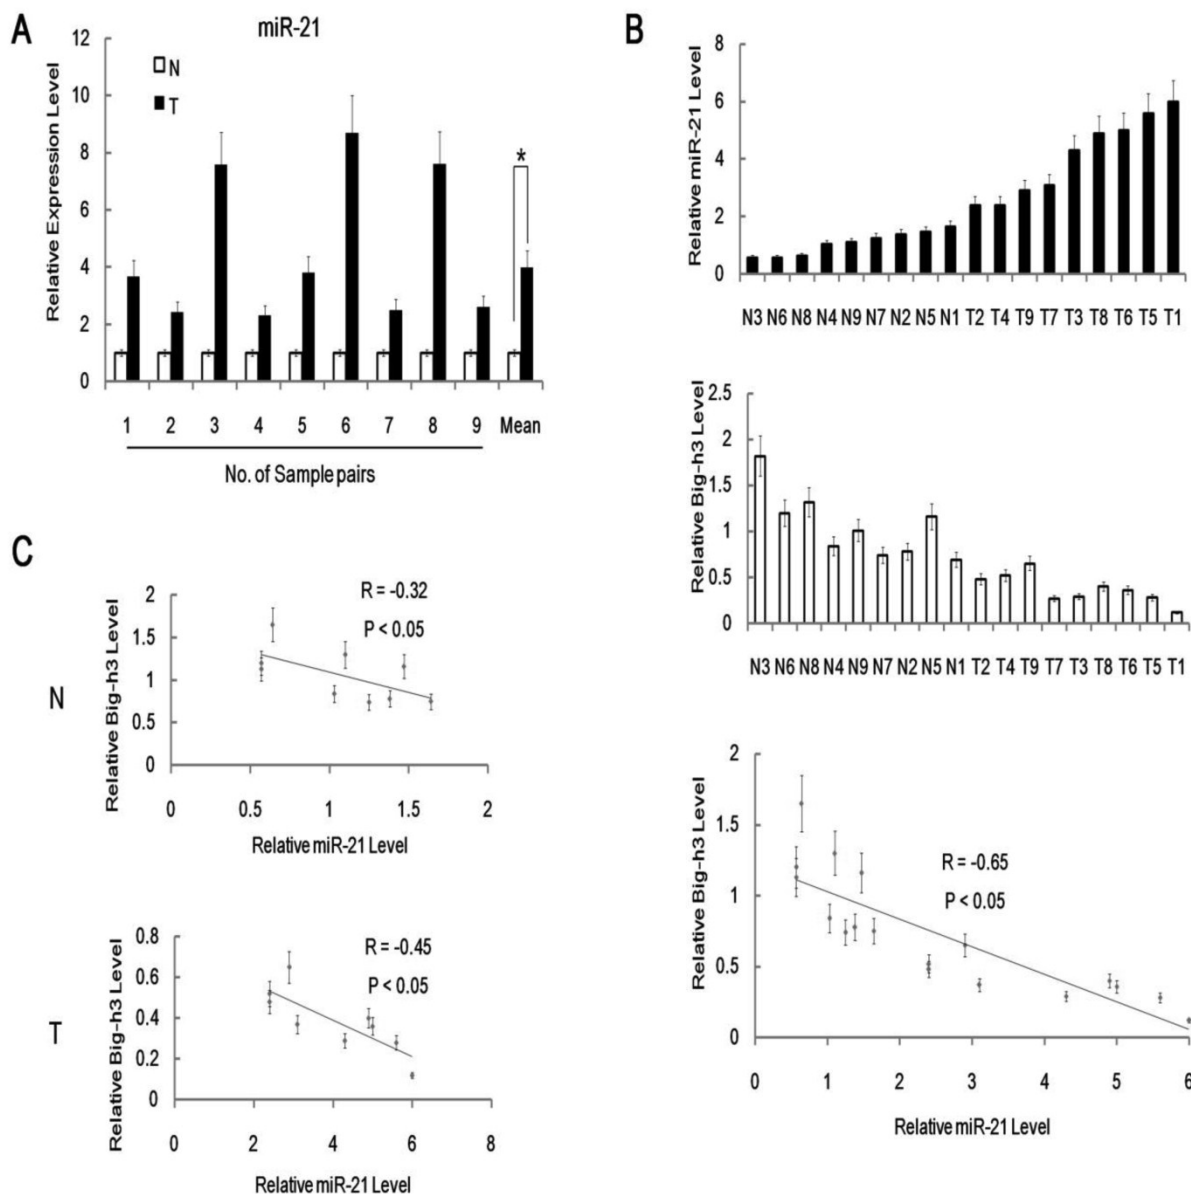 A
miR-21
Relative Expression Level
12
10
8
6
4
2
0
N
T
*
1 2 3 4 5 6 7 8 9 Mean
No. of Sample pairs
B
Relative miR-21 Level
8
6
4
2
0
N3 N6 N8 N4 N9 N7 N2 N5 N1 T2 T4 T9 T7 T3 T8 T6 T5 T1
Relative Big-h3 Level
2.5
2
1.5
1
0.5
0
N3 N6 N8 N4 N9 N7 N2 N5 N1 T2 T4 T9 T7 T3 T8 T6 T5 T1
Relative Big-h3 Level
2
1.5
1
0.5
0
R = -0.65
P < 0.05
0 1 2 3 4 5 6
Relative miR-21 Level
C
N
Relative Big-h3 Level
2
1.5
1
0.5
0
R = -0.32
P < 0.05
0 0.5 1 1.5 2
Relative miR-21 Level
T
Relative Big-h3 Level
0.8
0.6
0.4
0.2
0
R = -0.45
P < 0.05
0 2 4 6 8
Relative miR-21 Level